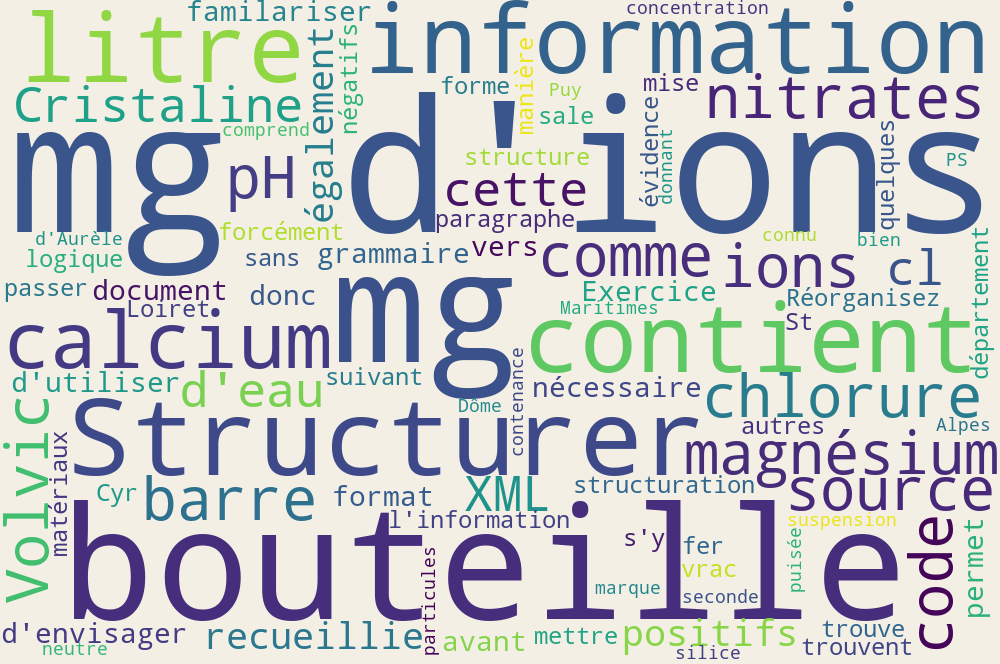 familariser
concentration
litre
information
négatifs
également
manière
forme
Puy
mise
nitrates
Cristaline
sale
comprend
mg d'ions
évidence
donnant
quelques
structure
PS
pH
cette
paragraphe
d'Aurèle
forcément
vers
connu
bien
logique
sans
grammaire
comme
ions
cl
département
passer
document
donc
mg
Exercice
Réorganisez
Loiret
Maritimes
St
calcium
contient
d'utiliser
d'eau
suivant
contenance
nécessaire
chlorure
Volvic
Structurer
Dôme
autres
Alpes
matériaux
magnésium
Cyr
barre
format
XML
structuration
source
bouteille
l'information
suspension
s'y
fer
puisée
code
permet
vrac
particules
marque
seconde
d'envisager
recueillie
avant
mettre
positifs
trouve
neutre
silice
trouvent